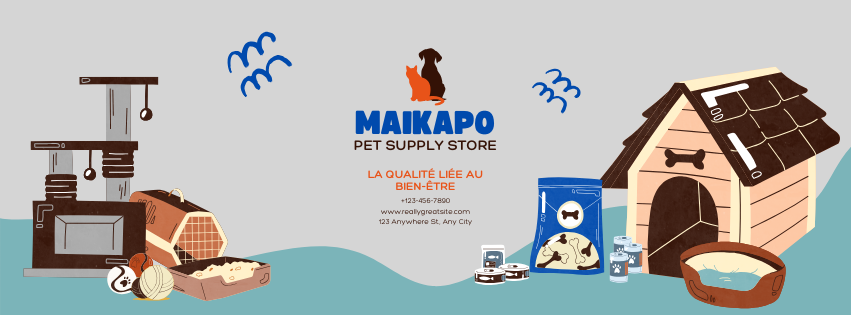 MAIKAPO
PET SUPPLY STORE
LA QUALITÉ LIÉE AU
BIEN-ÊTRE
+123-456-7890
www.reallygreatsite.com
123 Anywhere St, Any City